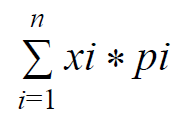 n
∑ xi * pi
i=1